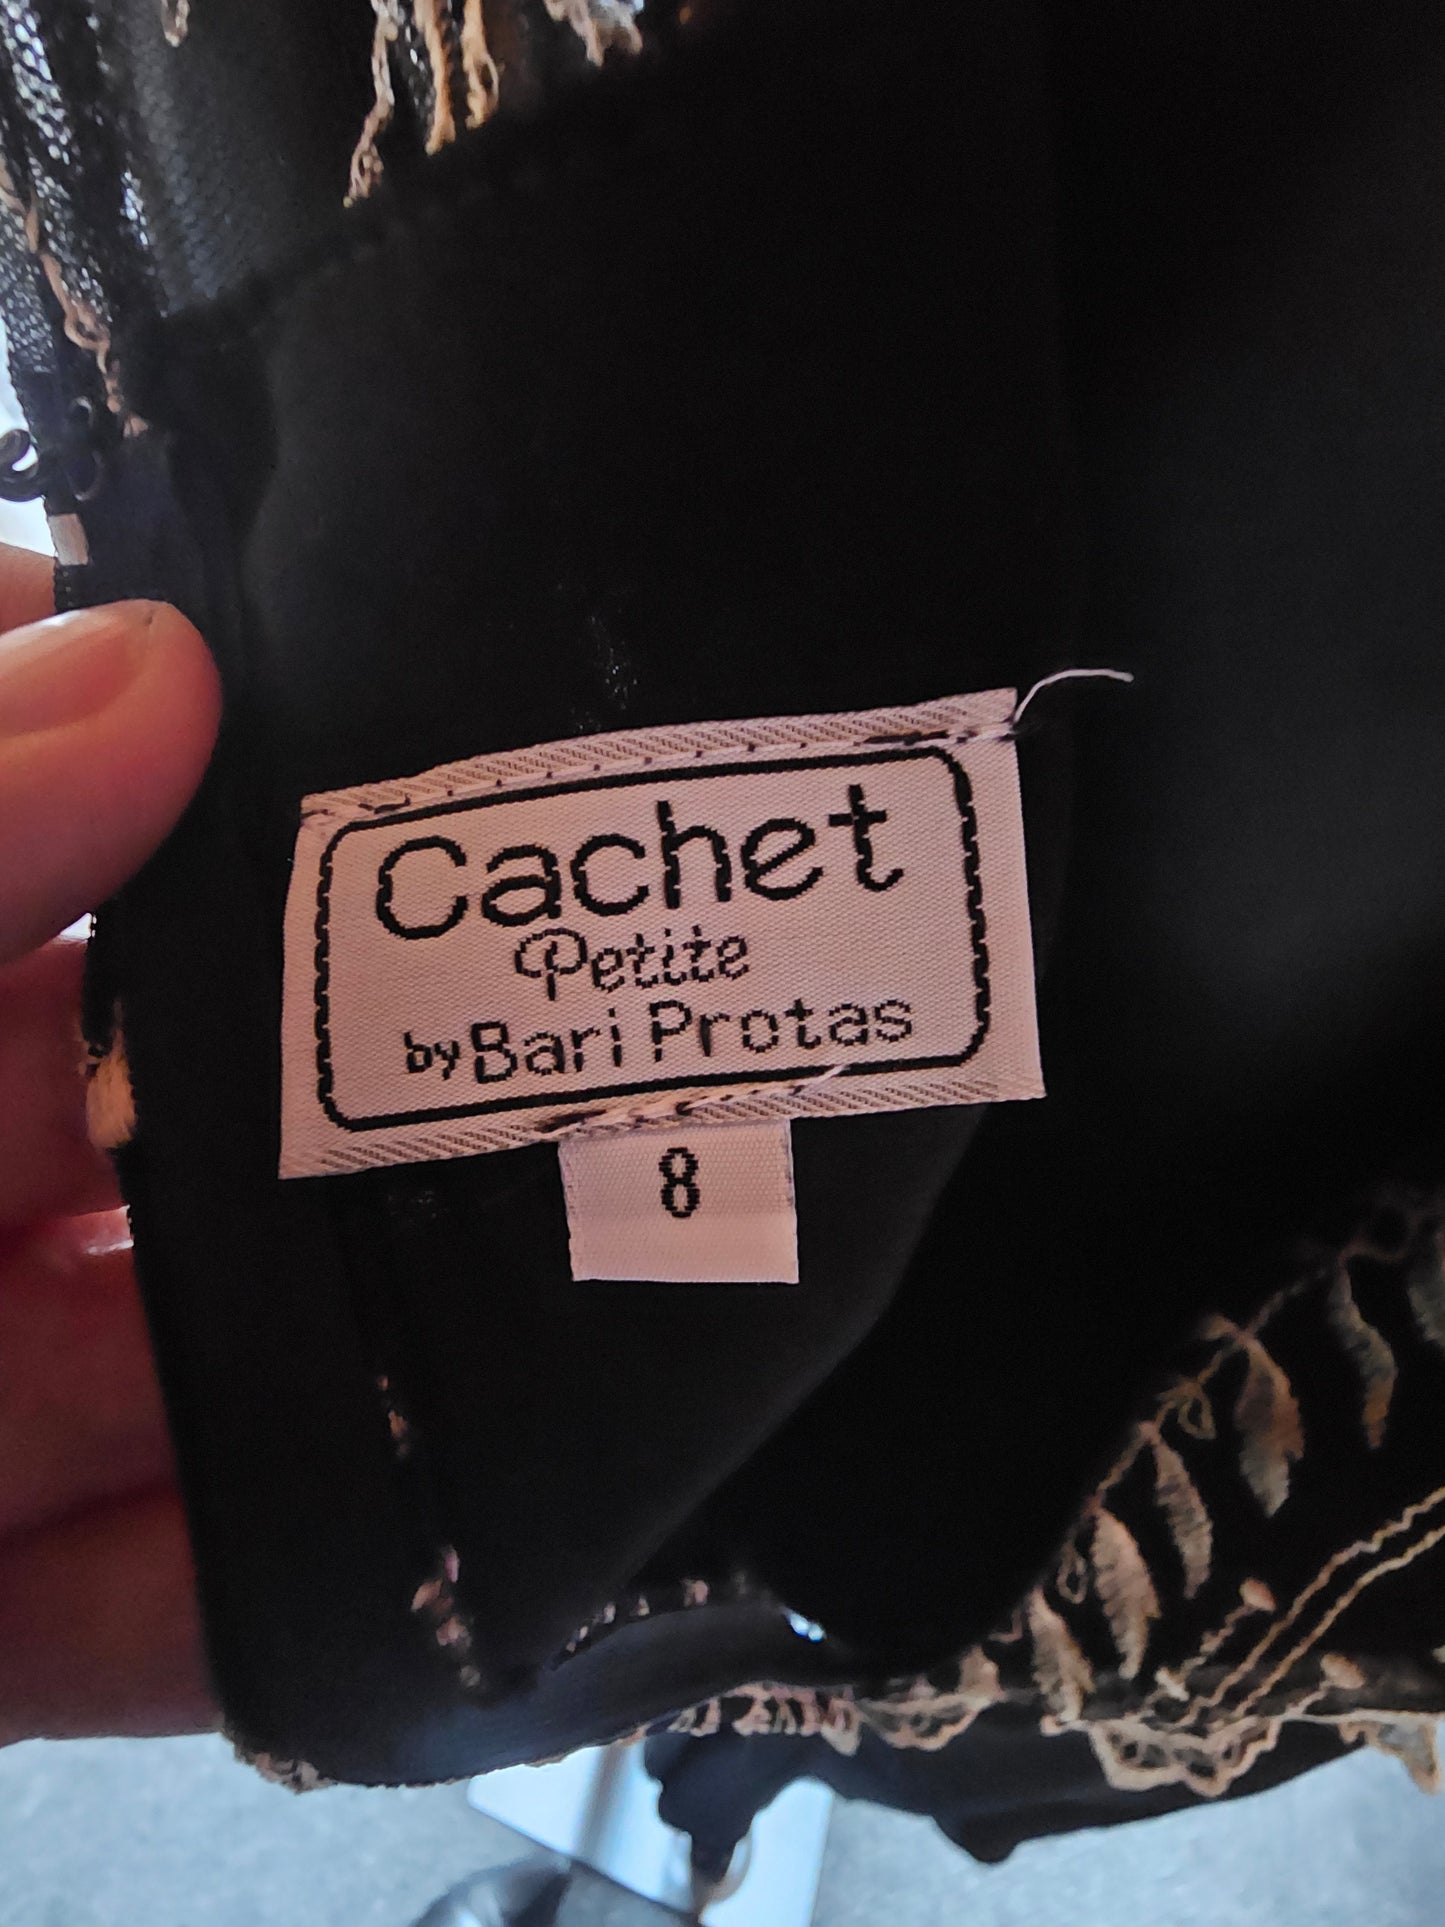 Cachet
Petite
by Bari Protas
8